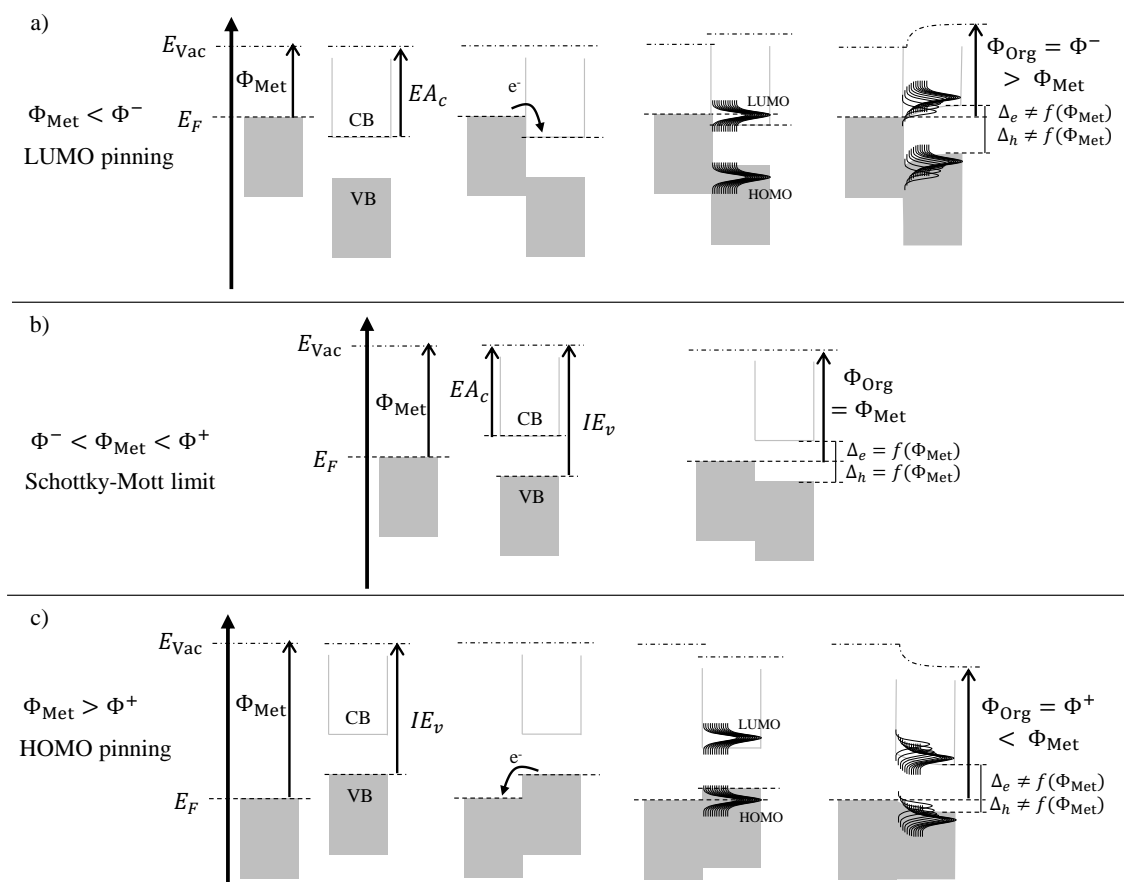 a)
E_Vac
Φ_Met
EA_c
CB
VB
E_F
Φ_Met < Φ⁻
LUMO pinning
e⁻
LUMO
HOMO
Φ_Org = Φ⁻
> Φ_Met
Δ_e ≠ f(Φ_Met)
Δ_h ≠ f(Φ_Met)
b)
E_Vac
Φ_Met
EA_c
CB
IE_v
VB
E_F
Φ⁻ < Φ_Met < Φ⁺
Schottky-Mott limit
Φ_Org
= Φ_Met
Δ_e = f(Φ_Met)
Δ_h = f(Φ_Met)
c)
E_Vac
Φ_Met
CB
IE_v
VB
E_F
Φ_Met > Φ⁺
HOMO pinning
e⁻
LUMO
HOMO
Φ_Org = Φ⁺
< Φ_Met
Δ_e ≠ f(Φ_Met)
Δ_h ≠ f(Φ_Met)